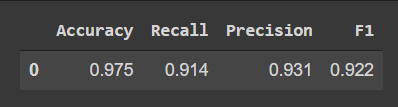 Accuracy Recall Precision F1
0 0.975 0.914 0.931 0.922